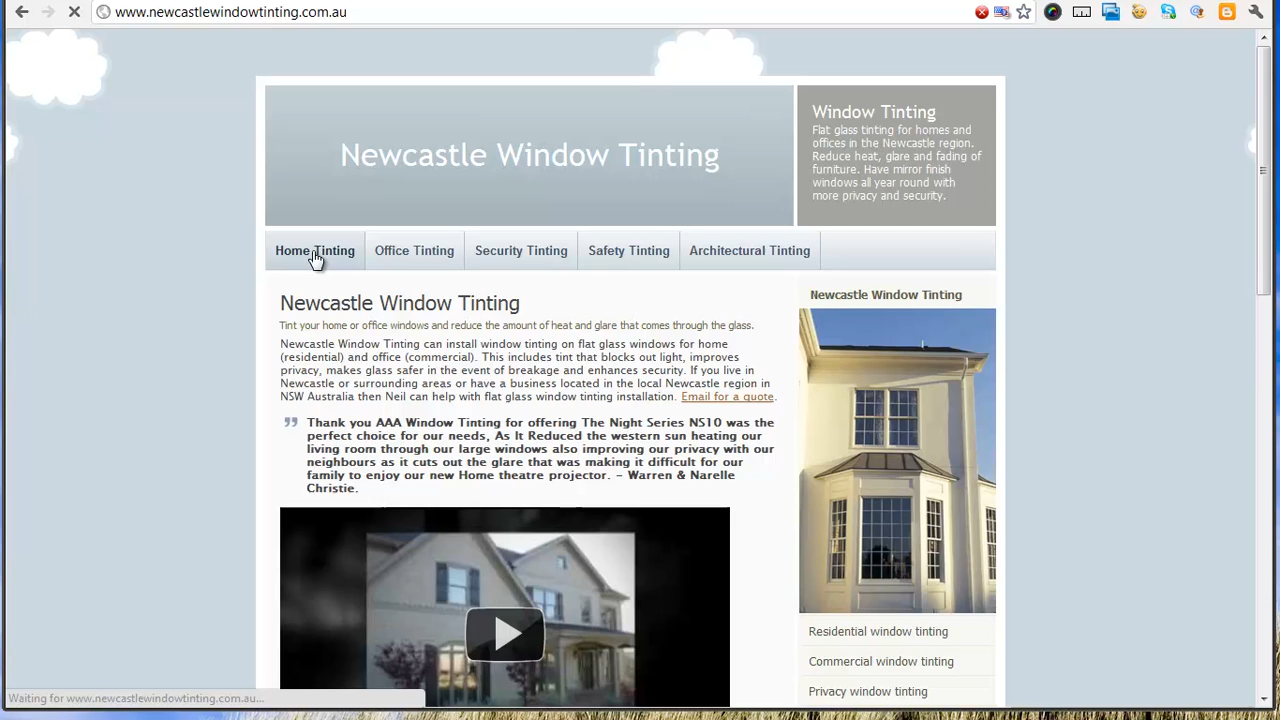 www.newcastlewindowtinting.com.au
Newcastle Window Tinting
Window Tinting
Flat glass tinting for homes and
offices in the Newcastle region.
Reduce heat, glare and fading of
furniture. Have mirror finish
windows all year round with
more privacy and security.
Home Tinting
Office Tinting
Security Tinting
Safety Tinting
Architectural Tinting
Newcastle Window Tinting
Tint your home or office windows and reduce the amount of heat and glare that comes through the glass.
Newcastle Window Tinting can install window tinting on flat glass windows for home
(residential) and office (commercial). This includes tint that blocks out light, improves
privacy, makes glass safer in the event of breakage and enhances security. If you live in
Newcastle or surrounding areas or have a business located in the local Newcastle region in
NSW Australia then Neil can help with flat glass window tinting installation. Email for a quote.
Thank you AAA Window Tinting for offering The Night Series NS10 was the
perfect choice for our needs, As It Reduced the western sun heating our
living room through our large windows also improving our privacy with our
neighbours as it cuts out the glare that was making it difficult for our
family to enjoy our new Home theatre projector. – Warren & Narelle
Christie.
Newcastle Window Tinting
Residential window tinting
Commercial window tinting
Privacy window tinting
Waiting for www.newcastlewindowtinting.com.au...